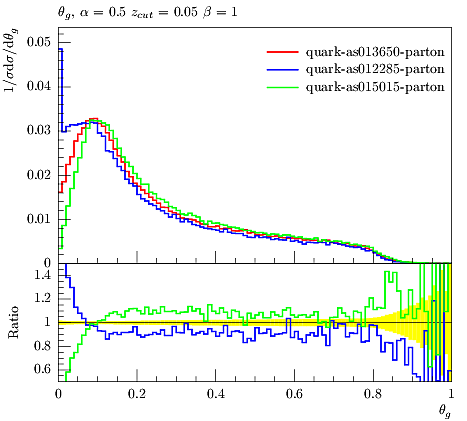 θg, α = 0.5 zcut = 0.05 β = 1
1/σdσ/dθg
0.05
0.04
0.03
0.02
0.01
0
quark-as013650-parton
quark-as012285-parton
quark-as015015-parton
Ratio
1.4
1.2
1
0.8
0.6
0 0.2 0.4 0.6 0.8 1
θg